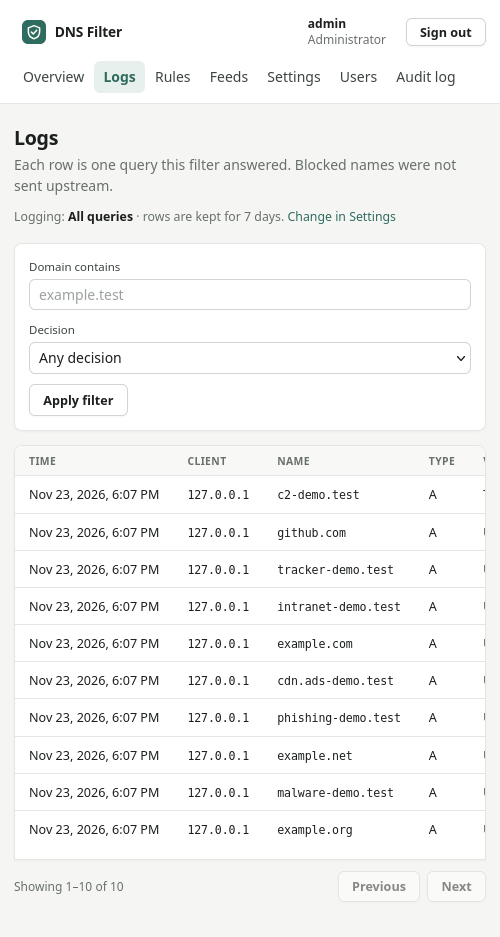 DNS Filter
admin
Administrator
Sign out
Overview Logs Rules Feeds Settings Users Audit log
Logs
Each row is one query this filter answered. Blocked names were not
sent upstream.
Logging: All queries · rows are kept for 7 days. Change in Settings
Domain contains
example.test
Decision
Any decision
Apply filter
TIME CLIENT NAME TYPE
Nov 23, 2026, 6:07 PM 127.0.0.1 c2-demo.test A
Nov 23, 2026, 6:07 PM 127.0.0.1 github.com A
Nov 23, 2026, 6:07 PM 127.0.0.1 tracker-demo.test A
Nov 23, 2026, 6:07 PM 127.0.0.1 intranet-demo.test A
Nov 23, 2026, 6:07 PM 127.0.0.1 example.com A
Nov 23, 2026, 6:07 PM 127.0.0.1 cdn.ads-demo.test A
Nov 23, 2026, 6:07 PM 127.0.0.1 phishing-demo.test A
Nov 23, 2026, 6:07 PM 127.0.0.1 example.net A
Nov 23, 2026, 6:07 PM 127.0.0.1 malware-demo.test A
Nov 23, 2026, 6:07 PM 127.0.0.1 example.org A
Showing 1–10 of 10
Previous Next